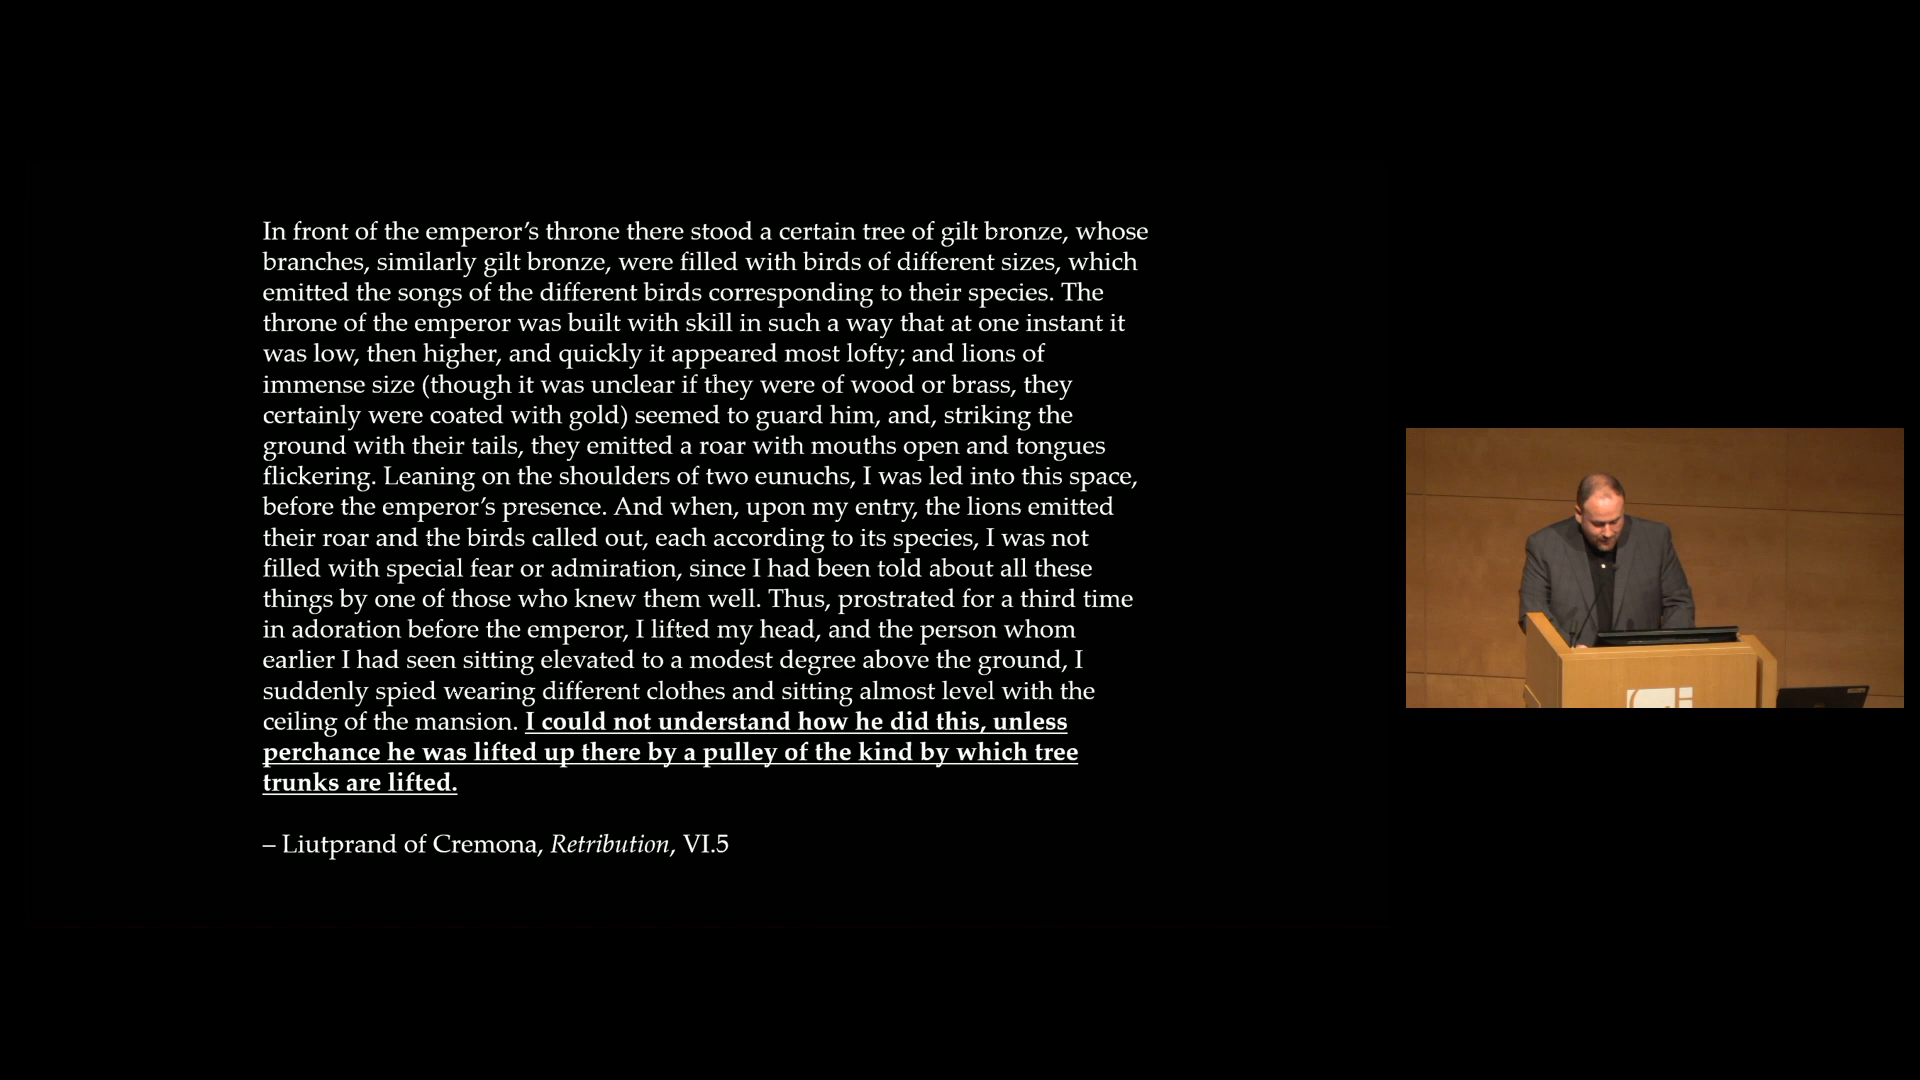 In front of the emperor’s throne there stood a certain tree of gilt bronze, whose
branches, similarly gilt bronze, were filled with birds of different sizes, which
emitted the songs of the different birds corresponding to their species. The
throne of the emperor was built with skill in such a way that at one instant it
was low, then higher, and quickly it appeared most lofty; and lions of
immense size (though it was unclear if they were of wood or brass, they
certainly were coated with gold) seemed to guard him, and, striking the
ground with their tails, they emitted a roar with mouths open and tongues
flickering. Leaning on the shoulders of two eunuchs, I was led into this space,
before the emperor’s presence. And when, upon my entry, the lions emitted
their roar and the birds called out, each according to its species, I was not
filled with special fear or admiration, since I had been told about all these
things by one of those who knew them well. Thus, prostrated for a third time
in adoration before the emperor, I lifted my head, and the person whom
earlier I had seen sitting elevated to a modest degree above the ground, I
suddenly spied wearing different clothes and sitting almost level with the
ceiling of the mansion. I could not understand how he did this, unless
perchance he was lifted up there by a pulley of the kind by which tree
trunks are lifted.
– Liutprand of Cremona, Retribution, VI.5